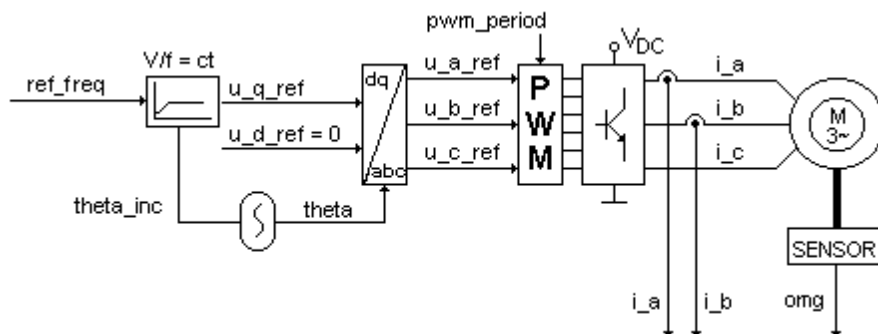 pwm_period
V/f = ct
V_DC
ref_freq
u_q_ref
dq
u_a_ref
P
i_a
u_b_ref
W
i_b
M
3~
u_d_ref = 0
u_c_ref
M
i_c
abc
theta_inc
theta
SENSOR
i_a
i_b
omg